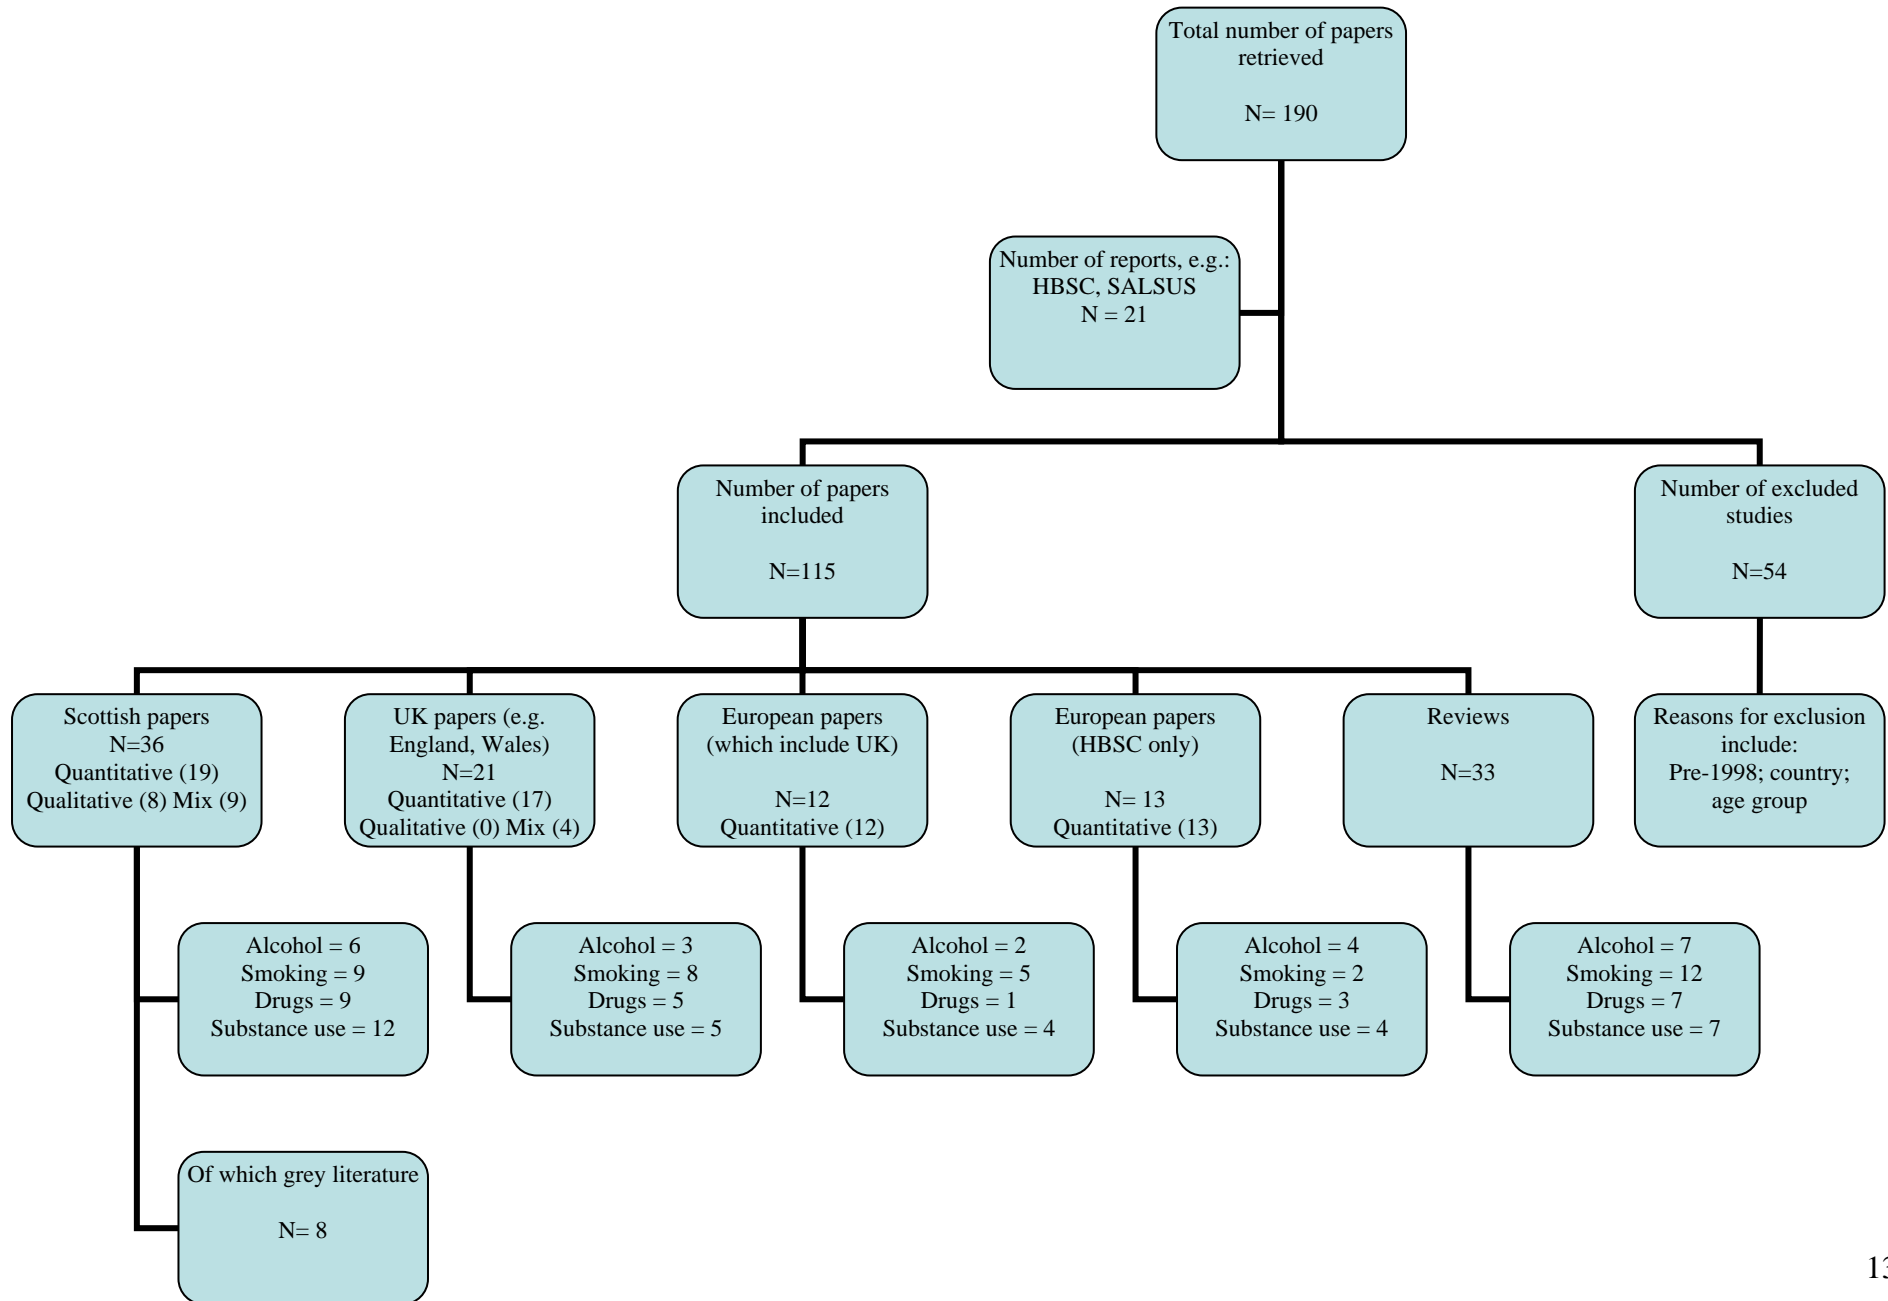 Total number of papers
retrieved
N= 190
Number of reports, e.g.:
HBSC, SALSUS
N = 21
Number of papers
included
N=115
Number of excluded
studies
N=54
Scottish papers
N=36
Quantitative (19)
Qualitative (8) Mix (9)
UK papers (e.g.
England, Wales)
N=21
Quantitative (17)
Qualitative (0) Mix (4)
European papers
(which include UK)
N=12
Quantitative (12)
European papers
(HBSC only)
N= 13
Quantitative (13)
Reviews
N=33
Reasons for exclusion
include:
Pre-1998; country;
age group
Alcohol = 6
Smoking = 9
Drugs = 9
Substance use = 12
Alcohol = 3
Smoking = 8
Drugs = 5
Substance use = 5
Alcohol = 2
Smoking = 5
Drugs = 1
Substance use = 4
Alcohol = 4
Smoking = 2
Drugs = 3
Substance use = 4
Alcohol = 7
Smoking = 12
Drugs = 7
Substance use = 7
Of which grey literature
N= 8